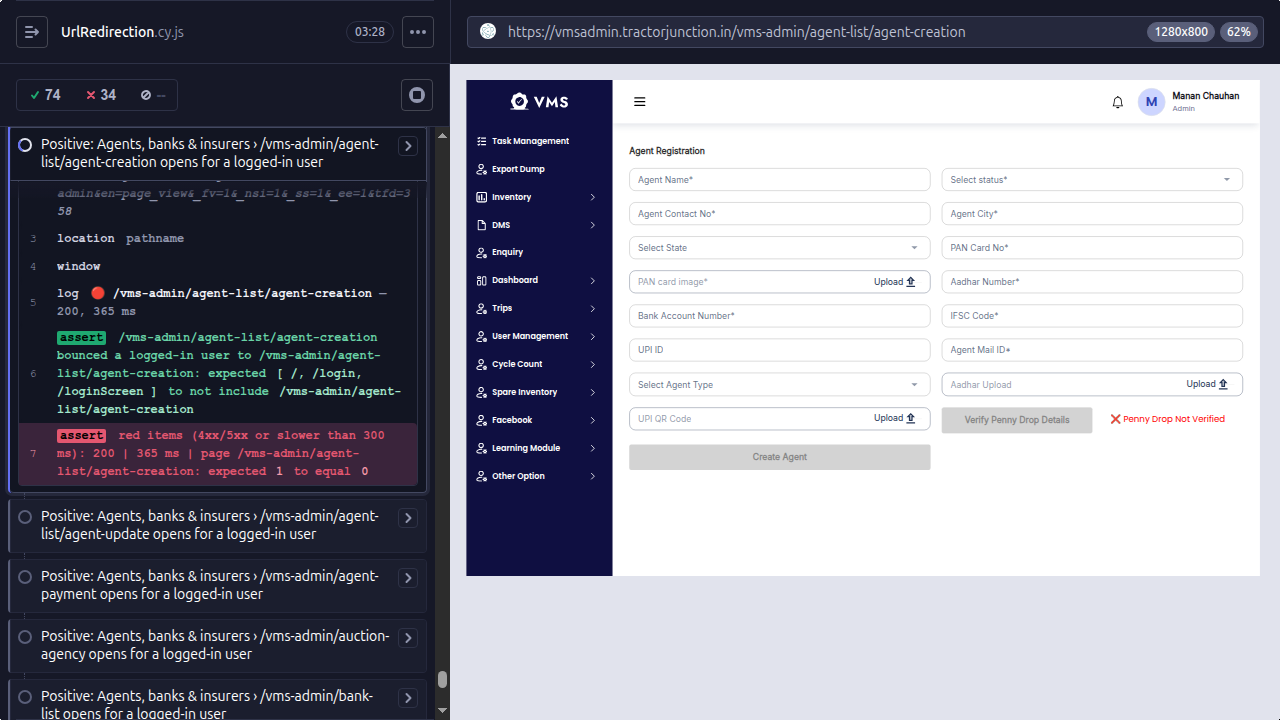 UrlRedirection.cy.js
03:28
74
34
--
Positive: Agents, banks & insurers › /vms-admin/agent-
list/agent-creation opens for a logged-in user
admin&en=page_view&_fv=1&_nsi=1&_ss=1&_ee=1&tfd=3
58
3 location pathname
4 window
5 log 🔴 /vms-admin/agent-list/agent-creation —
200, 365 ms
6 assert /vms-admin/agent-list/agent-creation
bounced a logged-in user to /vms-admin/agent-
list/agent-creation: expected [ /, /login,
/loginScreen ] to not include /vms-admin/agent-
list/agent-creation
7 assert red items (4xx/5xx or slower than 300
ms): 200 | 365 ms | page /vms-admin/agent-
list/agent-creation: expected 1 to equal 0
Positive: Agents, banks & insurers › /vms-admin/agent-
list/agent-update opens for a logged-in user
Positive: Agents, banks & insurers › /vms-admin/agent-
payment opens for a logged-in user
Positive: Agents, banks & insurers › /vms-admin/auction-
agency opens for a logged-in user
Positive: Agents, banks & insurers › /vms-admin/bank-
list opens for a logged-in user
https://vmsadmin.tractorjunction.in/vms-admin/agent-list/agent-creation
1280x800
62%
VMS
Task Management
Export Dump
Inventory
DMS
Enquiry
Dashboard
Trips
User Management
Cycle Count
Spare Inventory
Facebook
Learning Module
Other Option
M
Manan Chauhan
Admin
Agent Registration
Agent Name*
Select status*
Agent Contact No*
Agent City*
Select State
PAN Card No*
PAN card image* Upload
Aadhar Number*
Bank Account Number*
IFSC Code*
UPI ID
Agent Mail ID*
Select Agent Type
Aadhar Upload Upload
UPI QR Code Upload
Verify Penny Drop Details
❌ Penny Drop Not Verified
Create Agent